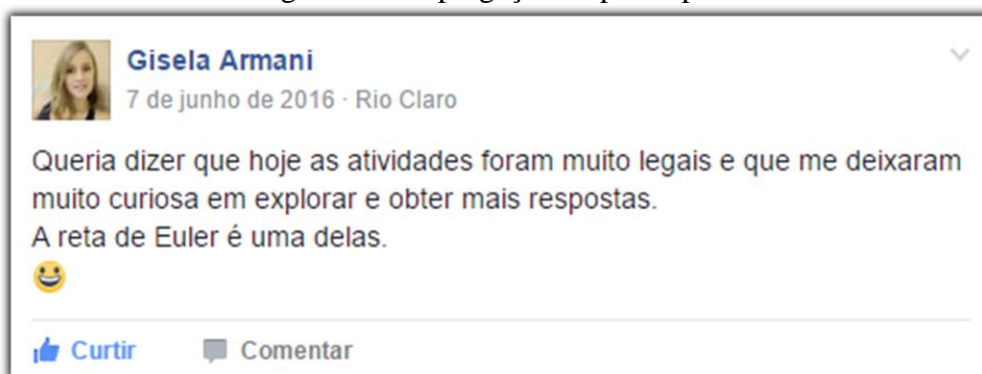 Gisela Armani
7 de junho de 2016 · Rio Claro
Queria dizer que hoje as atividades foram muito legais e que me deixaram
muito curiosa em explorar e obter mais respostas.
A reta de Euler é uma delas.
Curtir Comentar